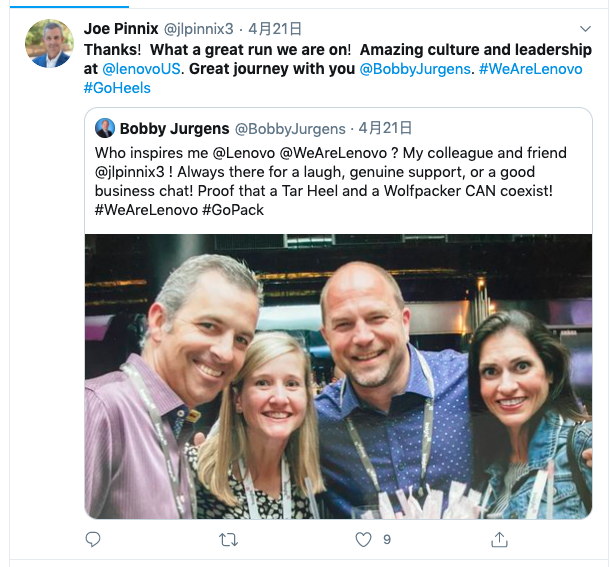 Joe Pinnix @jlpinnix3 · 4月21日
Thanks!  What a great run we are on!  Amazing culture and leadership
at @lenovoUS. Great journey with you @BobbyJurgens. #WeAreLenovo
#GoHeels
Bobby Jurgens @BobbyJurgens · 4月21日
Who inspires me @Lenovo @WeAreLenovo ? My colleague and friend
@jlpinnix3 ! Always there for a laugh, genuine support, or a good
business chat! Proof that a Tar Heel and a Wolfpacker CAN coexist!
#WeAreLenovo #GoPack
9